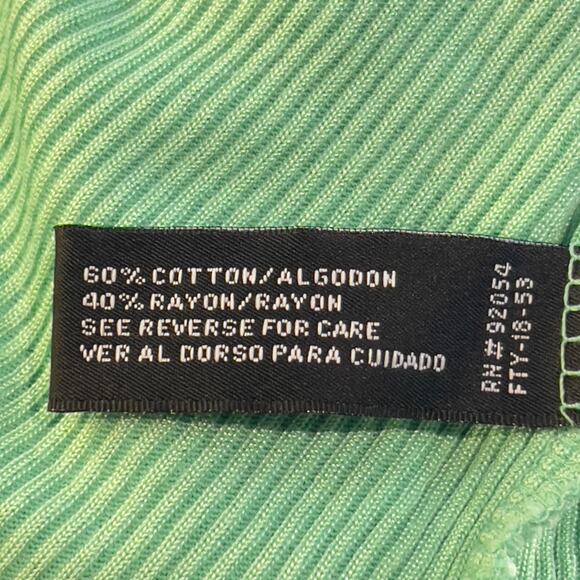 60% COTTON/ALGODON
40% RAYON/RAYON
SEE REVERSE FOR CARE
VER AL DORSO PARA CUIDADO
RN#92054
FTY-18-53